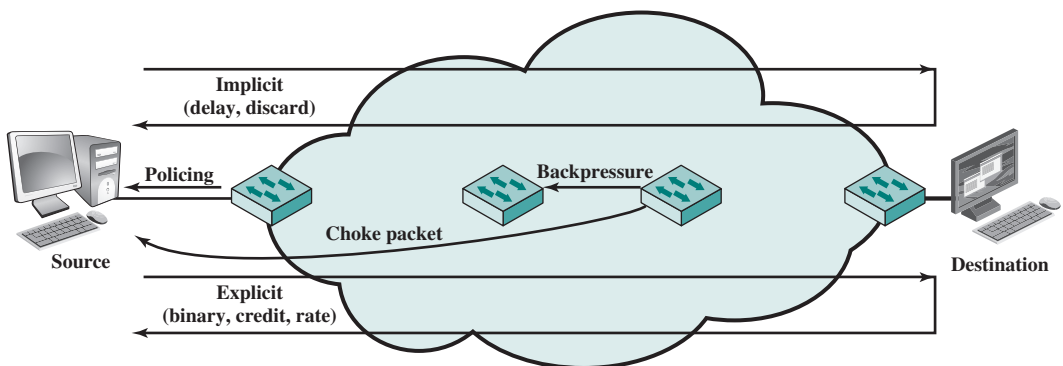 Implicit
(delay, discard)
Policing
Backpressure
Choke packet
Source
Destination
Explicit
(binary, credit, rate)